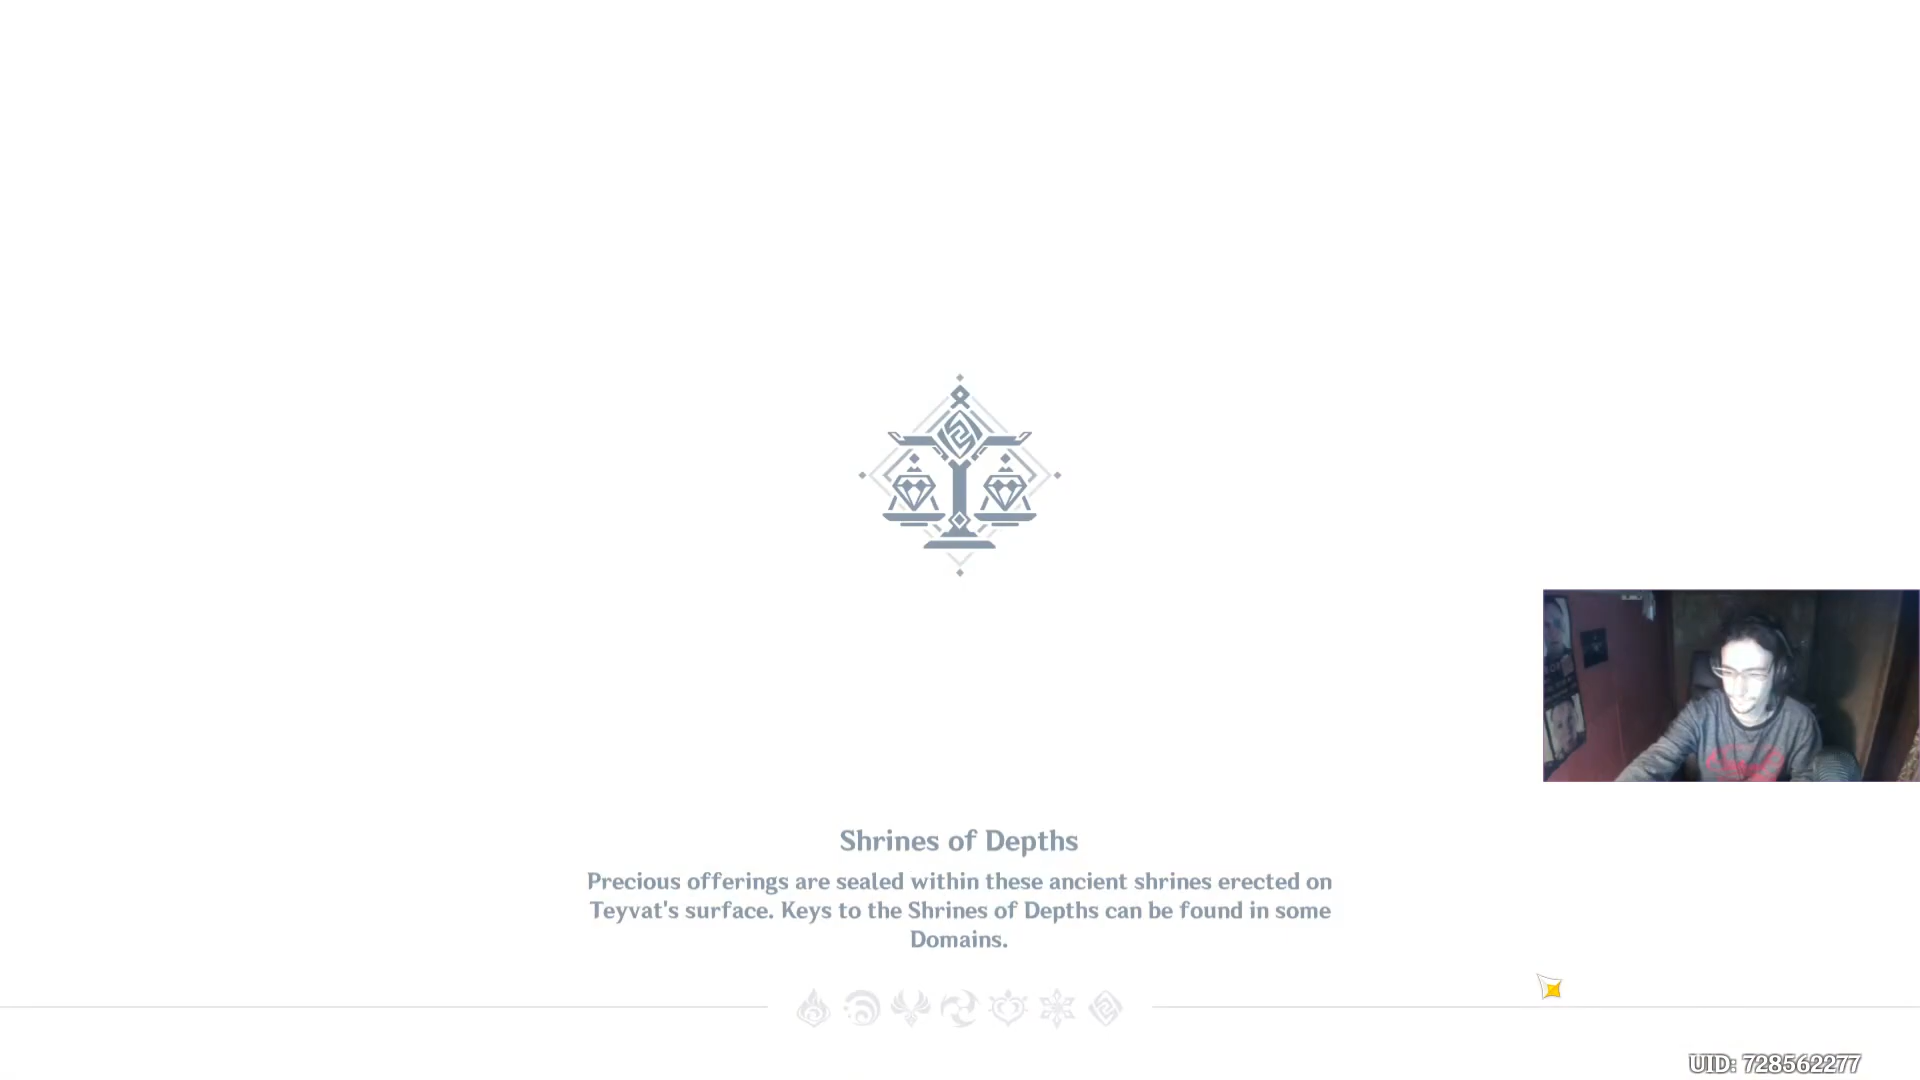 Shrines of Depths
Precious offerings are sealed within these ancient shrines erected on
Teyvat's surface. Keys to the Shrines of Depths can be found in some
Domains.
UID: 728562277